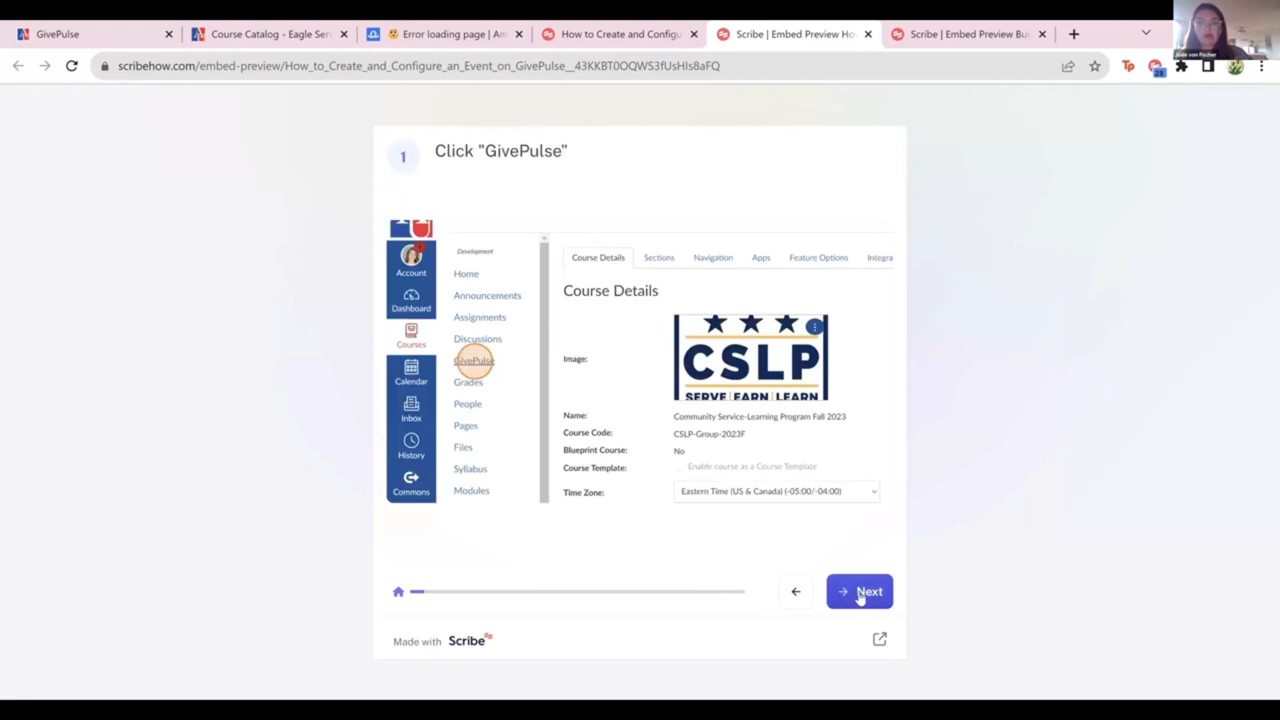 GivePulse
Course Catalog - Eagle Ser
Error loading page | Am
How to Create and Configu
Scribe | Embed Preview Ho
Scribe | Embed Preview Bui
scribehow.com/embed-preview/How_to_Create_and_Configure_an_Event_on_GivePulse__43KKBT0OQWS3fUsHIs8aFQ
Tp
28
1
Click "GivePulse"
Account
Dashboard
Courses
Calendar
Inbox
History
Commons
Development
Home
Announcements
Assignments
Discussions
GivePulse
Grades
People
Pages
Files
Syllabus
Modules
Course Details
Sections
Navigation
Apps
Feature Options
Integra
Course Details
Image:
CSLP
SERVE|EARN|LEARN
Name:
Community Service-Learning Program Fall 2023
Course Code:
CSLP-Group-2023F
Blueprint Course:
No
Course Template:
Enable course as a Course Template
Time Zone:
Eastern Time (US & Canada) (-05:00/-04:00)
Next
Made with Scribe